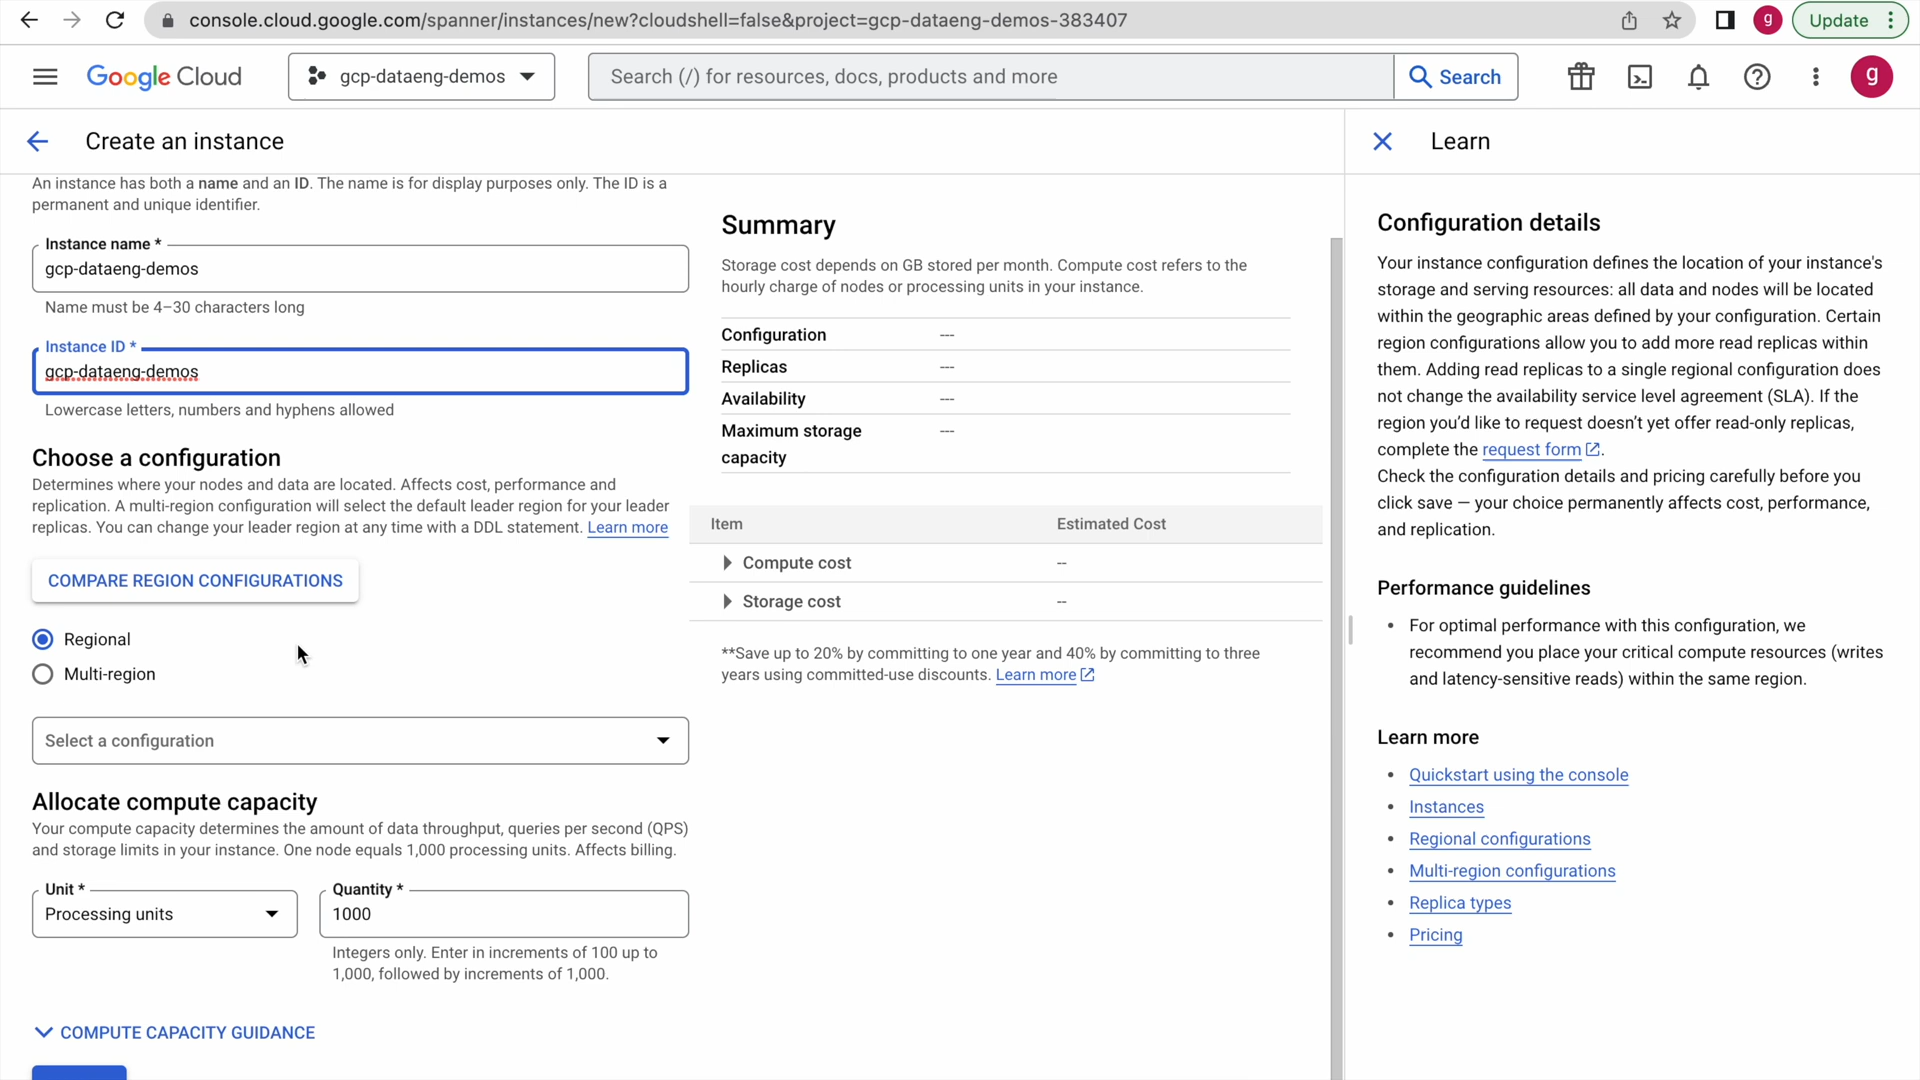 console.cloud.google.com/spanner/instances/new?cloudshell=false&project=gcp-dataeng-demos-383407
g
Update
Google Cloud
gcp-dataeng-demos
Search (/) for resources, docs, products and more
Search
g
Create an instance
An instance has both a name and an ID. The name is for display purposes only. The ID is a
permanent and unique identifier.
Instance name *
gcp-dataeng-demos
Name must be 4–30 characters long
Instance ID *
gcp-dataeng-demos
Lowercase letters, numbers and hyphens allowed
Choose a configuration
Determines where your nodes and data are located. Affects cost, performance and
replication. A multi-region configuration will select the default leader region for your leader
replicas. You can change your leader region at any time with a DDL statement. Learn more
COMPARE REGION CONFIGURATIONS
Regional
Multi-region
Select a configuration
Allocate compute capacity
Your compute capacity determines the amount of data throughput, queries per second (QPS)
and storage limits in your instance. One node equals 1,000 processing units. Affects billing.
Unit *
Processing units
Quantity *
1000
Integers only. Enter in increments of 100 up to
1,000, followed by increments of 1,000.
COMPUTE CAPACITY GUIDANCE
Summary
Storage cost depends on GB stored per month. Compute cost refers to the
hourly charge of nodes or processing units in your instance.
Configuration ---
Replicas ---
Availability ---
Maximum storage ---
capacity
Item Estimated Cost
Compute cost --
Storage cost --
**Save up to 20% by committing to one year and 40% by committing to three
years using committed-use discounts. Learn more
Learn
Configuration details
Your instance configuration defines the location of your instance's
storage and serving resources: all data and nodes will be located
within the geographic areas defined by your configuration. Certain
region configurations allow you to add more read replicas within
them. Adding read replicas to a single regional configuration does
not change the availability service level agreement (SLA). If the
region you’d like to request doesn’t yet offer read-only replicas,
complete the request form.
Check the configuration details and pricing carefully before you
click save — your choice permanently affects cost, performance,
and replication.
Performance guidelines
• For optimal performance with this configuration, we
recommend you place your critical compute resources (writes
and latency-sensitive reads) within the same region.
Learn more
• Quickstart using the console
• Instances
• Regional configurations
• Multi-region configurations
• Replica types
• Pricing